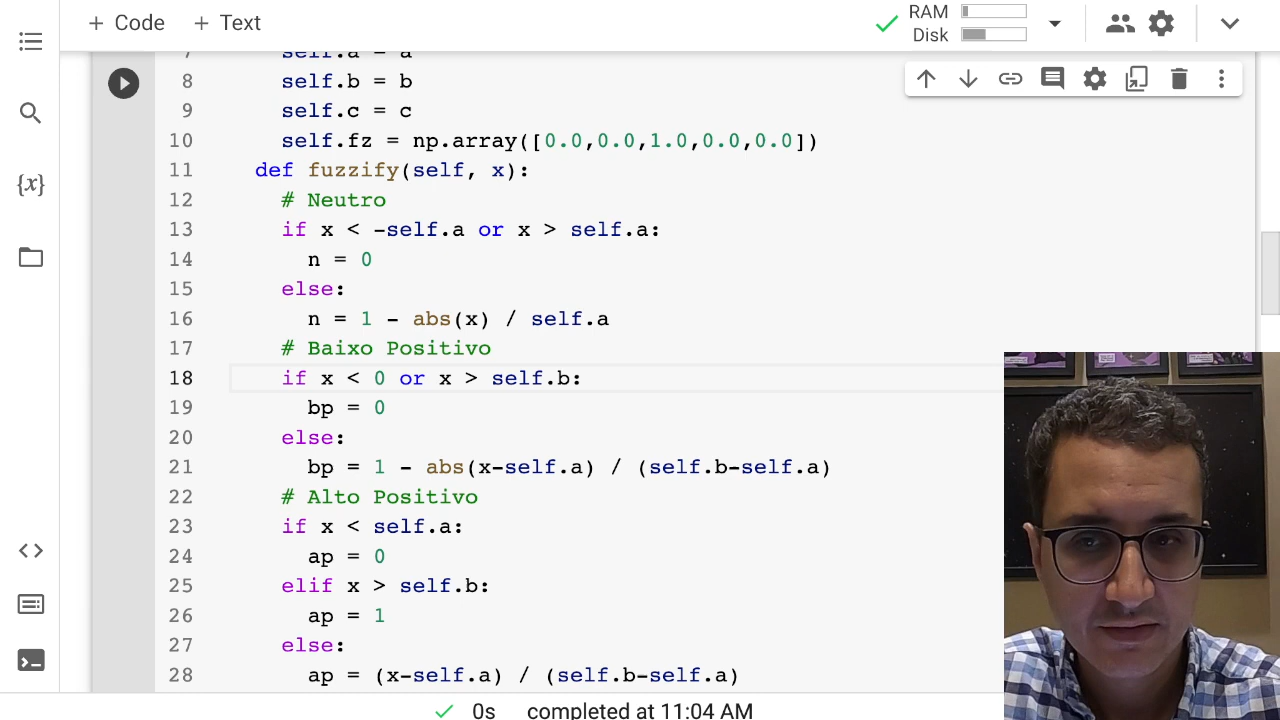 + Code + Text
RAM
Disk
7 self.a = a
8 self.b = b
9 self.c = c
10 self.fz = np.array([0.0,0.0,1.0,0.0,0.0])
11 def fuzzify(self, x):
12 # Neutro
13 if x < -self.a or x > self.a:
14 n = 0
15 else:
16 n = 1 - abs(x) / self.a
17 # Baixo Positivo
18 if x < 0 or x > self.b:
19 bp = 0
20 else:
21 bp = 1 - abs(x-self.a) / (self.b-self.a)
22 # Alto Positivo
23 if x < self.a:
24 ap = 0
25 elif x > self.b:
26 ap = 1
27 else:
28 ap = (x-self.a) / (self.b-self.a)
{x}
0s completed at 11:04 AM